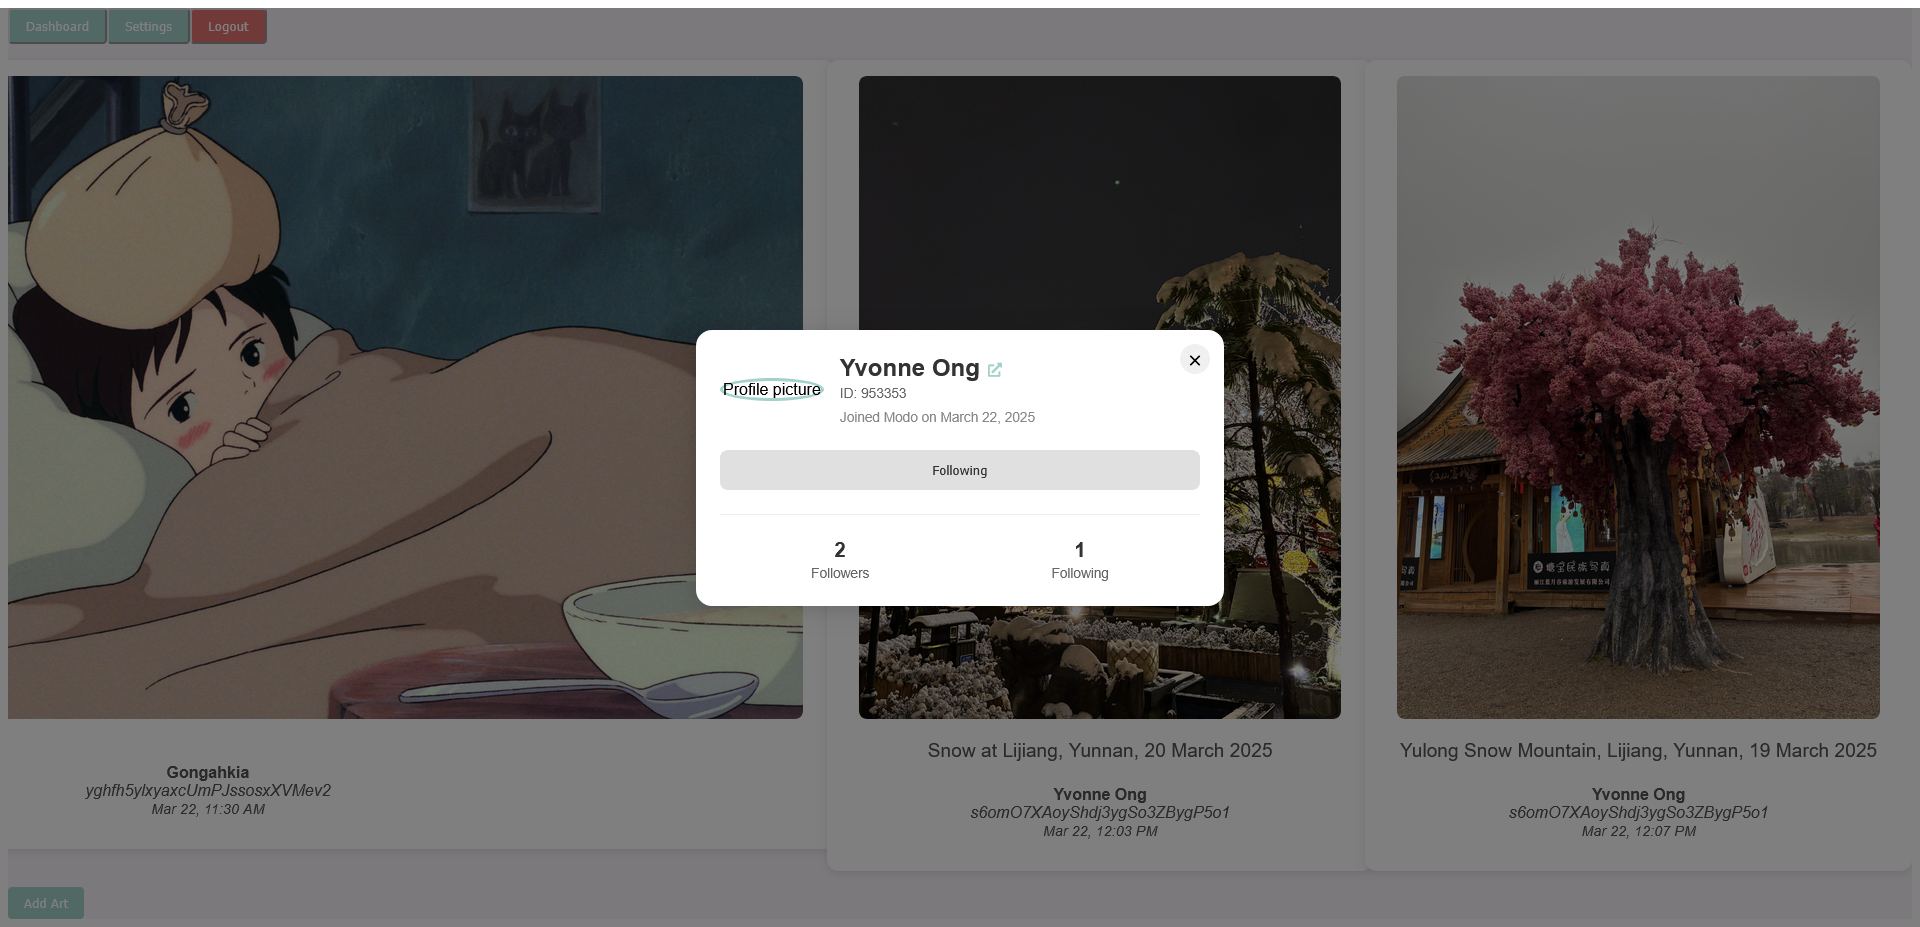 Dashboard
Settings
Logout
Yvonne Ong
Profile picture
ID: 953353
Joined Modo on March 22, 2025
Following
2
Followers
1
Following
Gongahkia
yghfh5ylxyaxcUmPJssosxXVMev2
Mar 22, 11:30 AM
Snow at Lijiang, Yunnan, 20 March 2025
Yvonne Ong
s6omO7XAoyShdj3ygSo3ZBygP5o1
Mar 22, 12:03 PM
Yulong Snow Mountain, Lijiang, Yunnan, 19 March 2025
Yvonne Ong
s6omO7XAoyShdj3ygSo3ZBygP5o1
Mar 22, 12:07 PM
Add Art